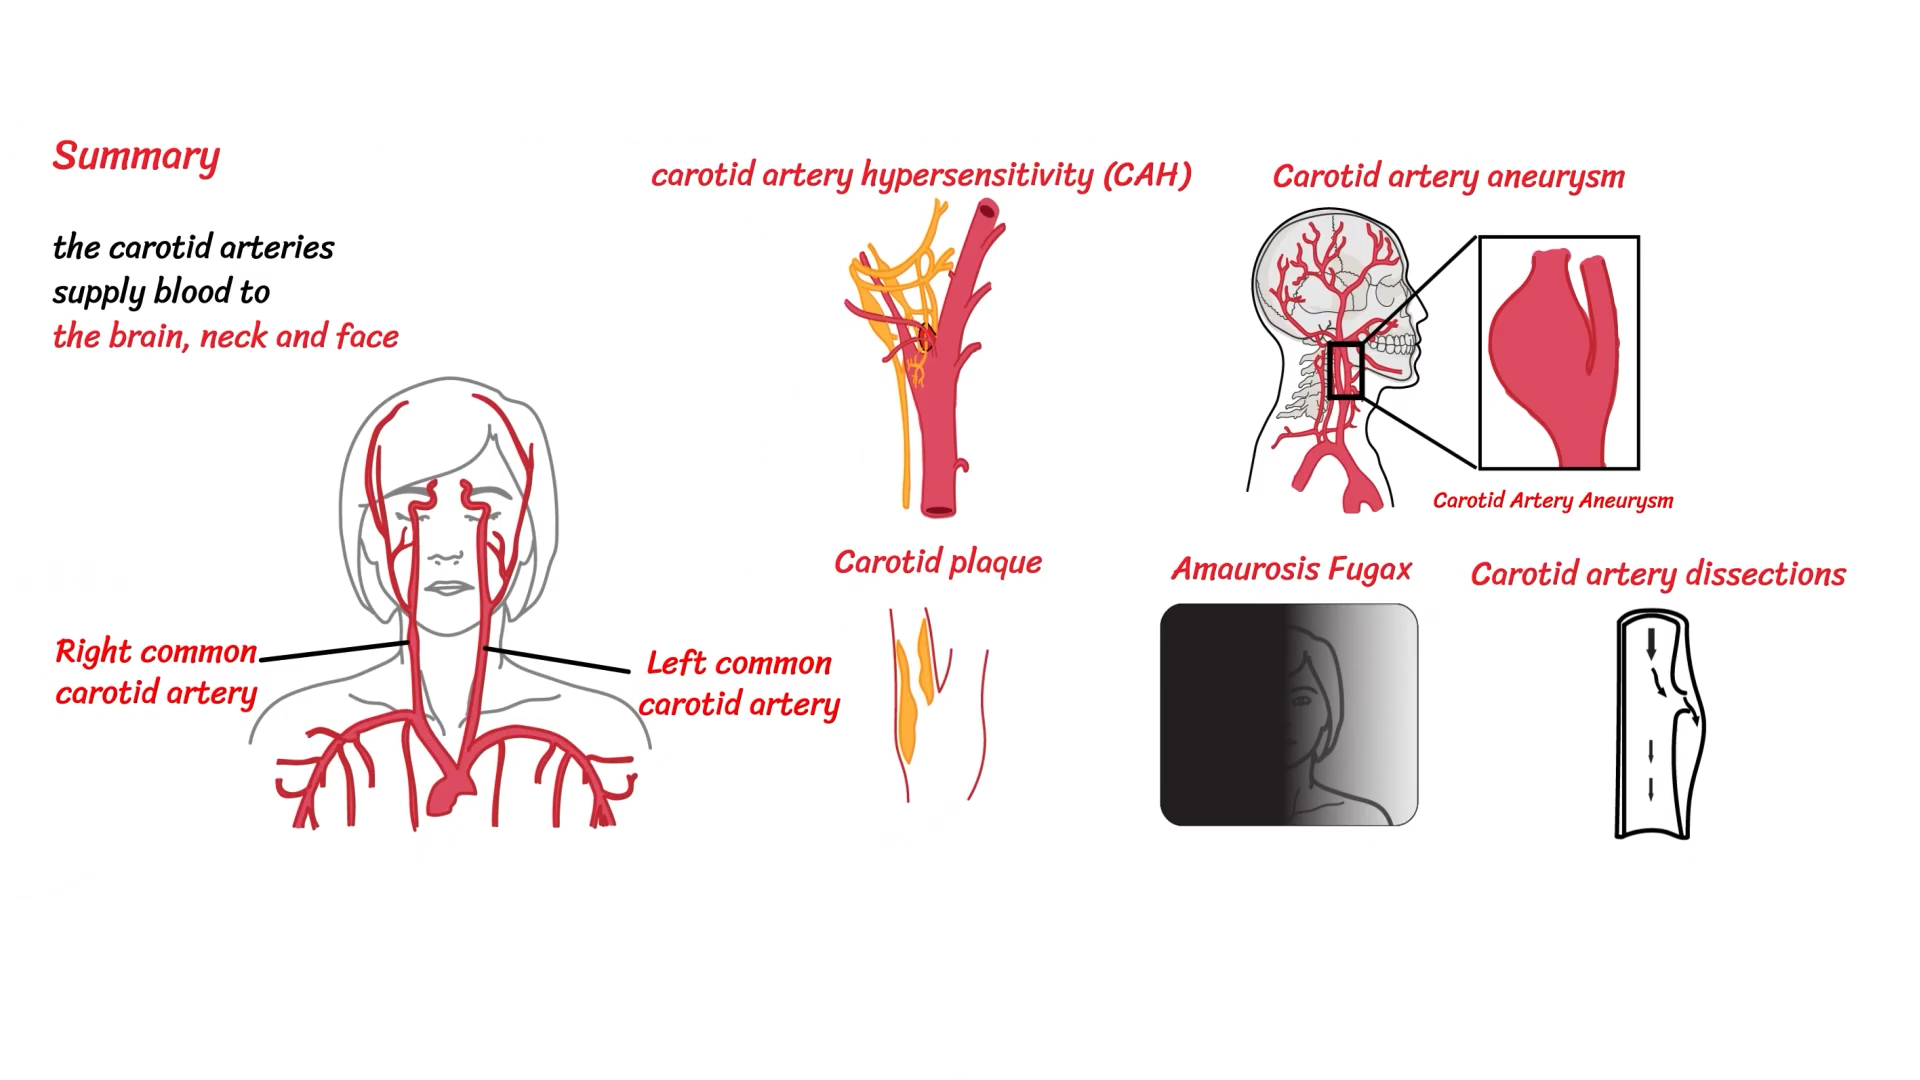 Summary
the carotid arteries
supply blood to
the brain, neck and face
Right common
carotid artery
Left common
carotid artery
carotid artery hypersensitivity (CAH)
Carotid artery aneurysm
Carotid Artery Aneurysm
Carotid plaque
Amaurosis Fugax
Carotid artery dissections